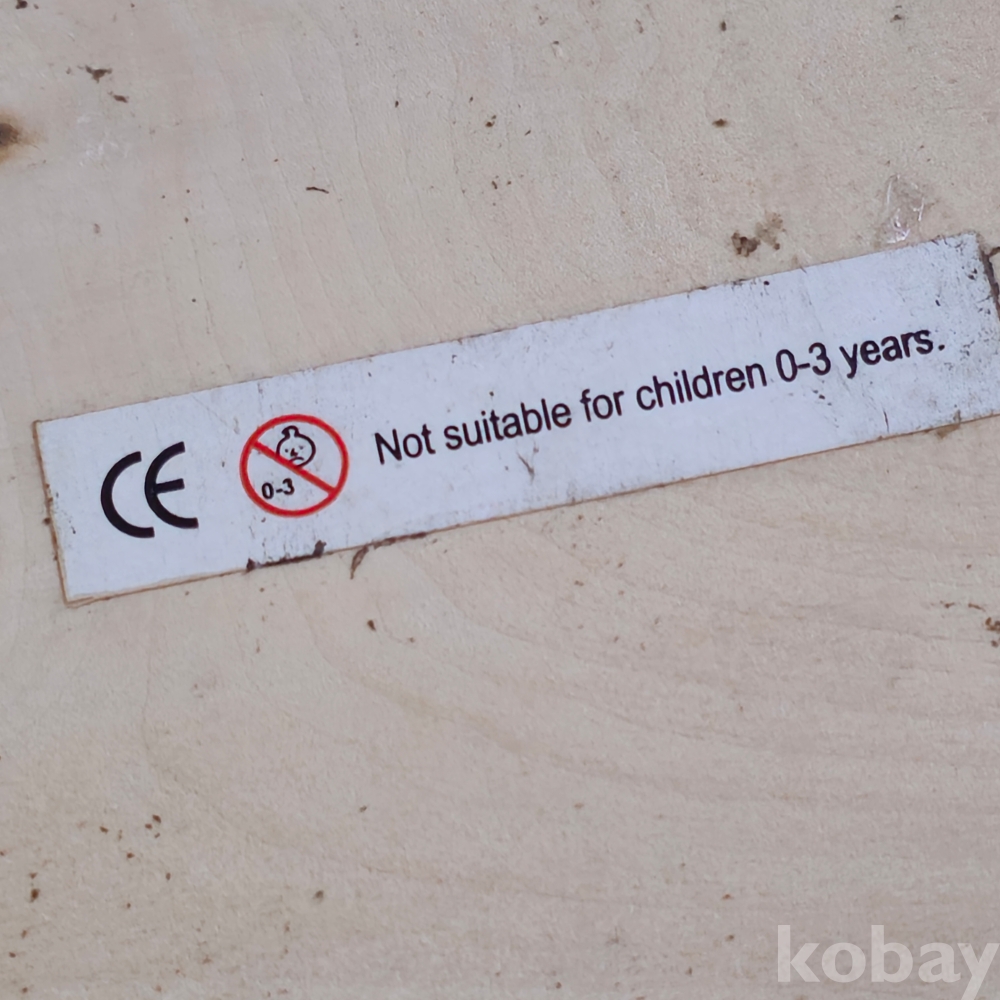 CE 0-3 Not suitable for children 0-3 years.
kobay